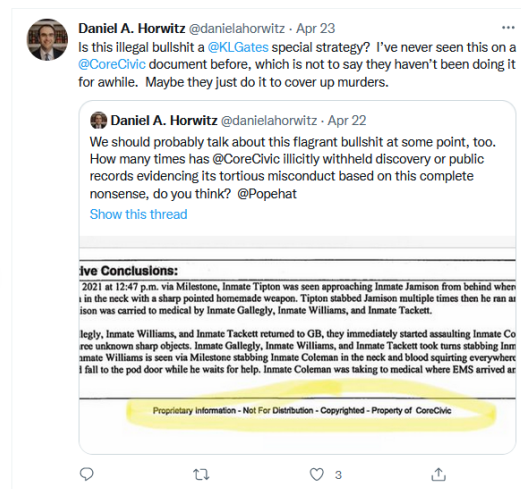 Daniel A. Horwitz @danielahorwitz · Apr 23
Is this illegal bullshit a @KLGates special strategy? I've never seen this on a
@CoreCivic document before, which is not to say they haven't been doing it
for awhile. Maybe they just do it to cover up murders.
Daniel A. Horwitz @danielahorwitz · Apr 22
We should probably talk about this flagrant bullshit at some point, too.
How many times has @CoreCivic illicitly withheld discovery or public
records evidencing its tortious misconduct based on this complete
nonsense, do you think? @Popehat
Show this thread
ive Conclusions:
2021 at 12:47 p.m. via Milestone, Inmate Tipton was seen approaching Inmate Jamison from behind when
in the neck with a sharp pointed homemade weapon. Tipton stabbed Jamison multiple times then he ran a
ison was carried to medical by Inmate Gallegly, Inmate Williams, and Inmate Tackett.
legly, Inmate Williams, and Inmate Tackett returned to GB, they immediately started assaulting Inmate Co
ree unknown sharp objects. Inmate Gallegly, Inmate Williams, and Inmate Tackett took turns stabbing Inm
nmate Williams is seen via Milestone stabbing Inmate Coleman in the neck and blood squirting everywhere
fall to the pod door while he waits for help. Inmate Coleman was taking to medical where EMS arrived a
Proprietary Information - Not For Distribution - Copyrighted - Property of CoreCivic
3